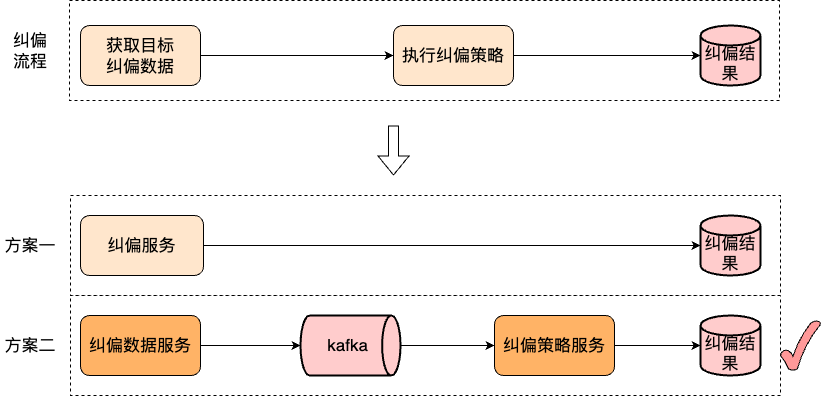 纠偏
流程
获取目标
纠偏数据
执行纠偏策略
纠偏结
果
方案一
纠偏服务
纠偏结
果
方案二
纠偏数据服务
kafka
纠偏策略服务
纠偏结
果